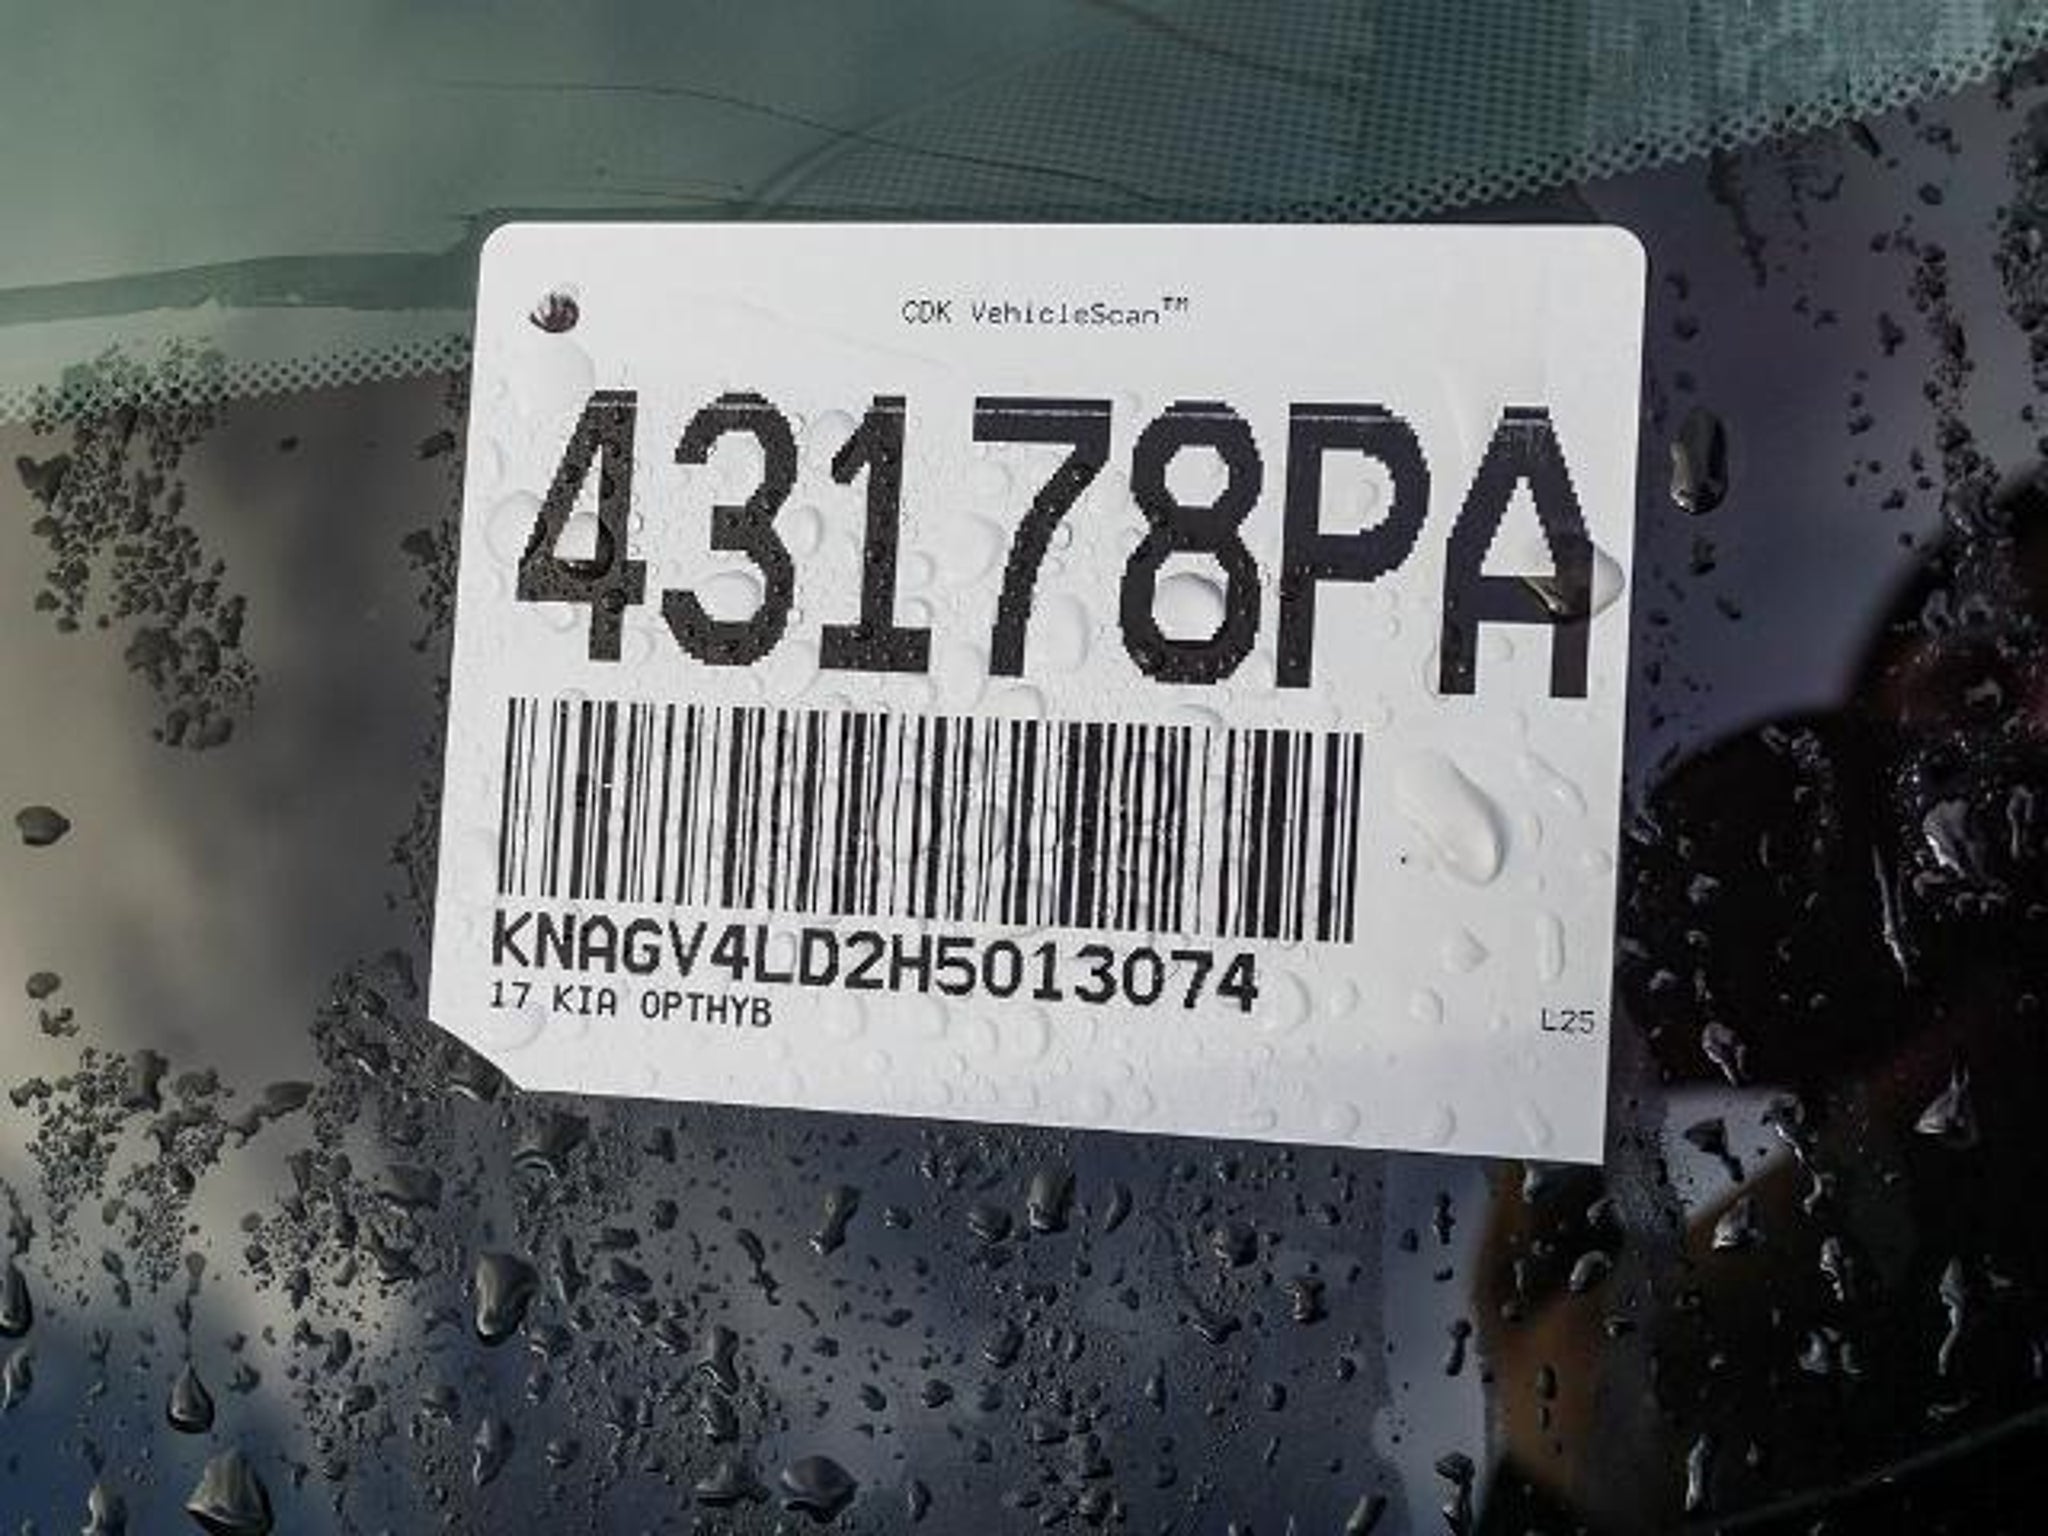 CDK VehicleScan™
43178PA
KNAGV4LD2H5013074
17 KIA OPTHYB
L25